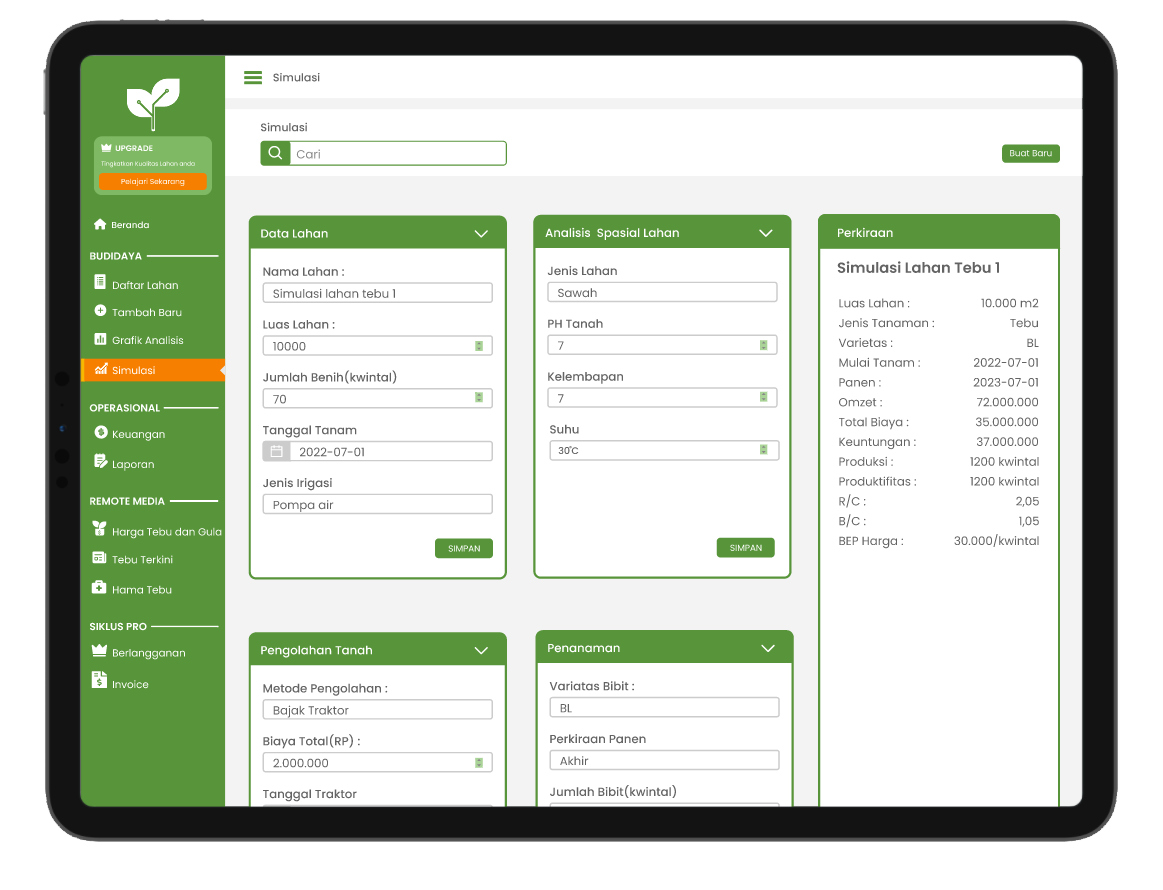 UPGRADE
Tingkatkan Kualitas Lahan anda
Pelajari Sekarang
Beranda
BUDIDAYA
Daftar Lahan
Tambah Baru
Grafik Analisis
Simulasi
OPERASIONAL
Keuangan
Laporan
REMOTE MEDIA
Harga Tebu dan Gula
Tebu Terkini
Hama Tebu
SIKLUS PRO
Berlangganan
Invoice
Simulasi
Simulasi
Cari
Buat Baru
Data Lahan
Nama Lahan :
Simulasi lahan tebu 1
Luas Lahan :
10000
Jumlah Benih(kwintal)
70
Tanggal Tanam
2022-07-01
Jenis Irigasi
Pompa air
SIMPAN
Analisis Spasial Lahan
Jenis Lahan
Sawah
PH Tanah
7
Kelembapan
7
Suhu
30°C
SIMPAN
Perkiraan
Simulasi Lahan Tebu 1
Luas Lahan : 10.000 m2
Jenis Tanaman : Tebu
Varietas : BL
Mulai Tanam : 2022-07-01
Panen : 2023-07-01
Omzet : 72.000.000
Total Biaya : 35.000.000
Keuntungan : 37.000.000
Produksi : 1200 kwintal
Produktifitas : 1200 kwintal
R/C : 2,05
B/C : 1,05
BEP Harga : 30.000/kwintal
Pengolahan Tanah
Metode Pengolahan :
Bajak Traktor
Biaya Total(RP) :
2.000.000
Tanggal Traktor
Penanaman
Variatas Bibit :
BL
Perkiraan Panen
Akhir
Jumlah Bibit(kwintal)